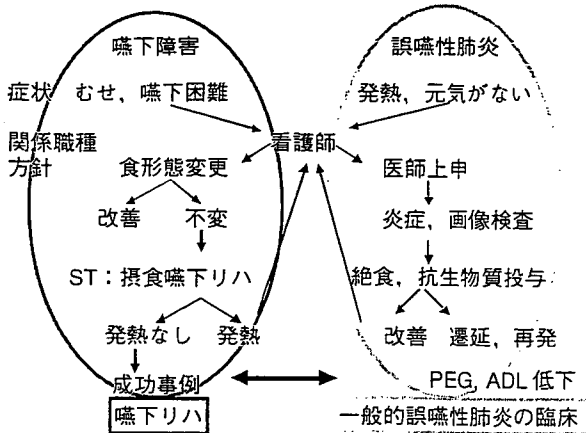 嚥下障害
誤嚥性肺炎
症状 むせ，嚥下困難
発熱，元気がない
関係職種
方針
看護師
食形態変更
医師上申
改善 不変
炎症，画像検査
ST：摂食嚥下リハ
絶食，抗生物質投与
発熱なし 発熱
改善 遷延，再発
成功事例
PEG, ADL 低下
嚥下リハ
一般的誤嚥性肺炎の臨床